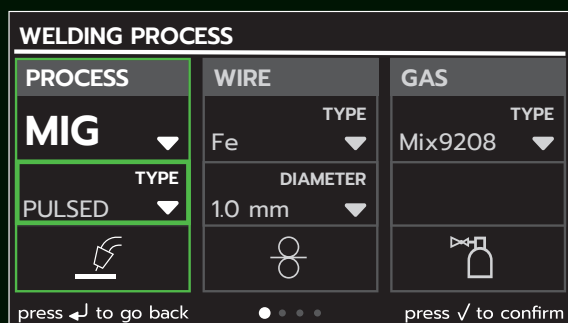 WELDING PROCESS
PROCESS
MIG
TYPE
PULSED
WIRE
TYPE
Fe
DIAMETER
1.0 mm
GAS
TYPE
Mix9208
press ↵ to go back
press √ to confirm